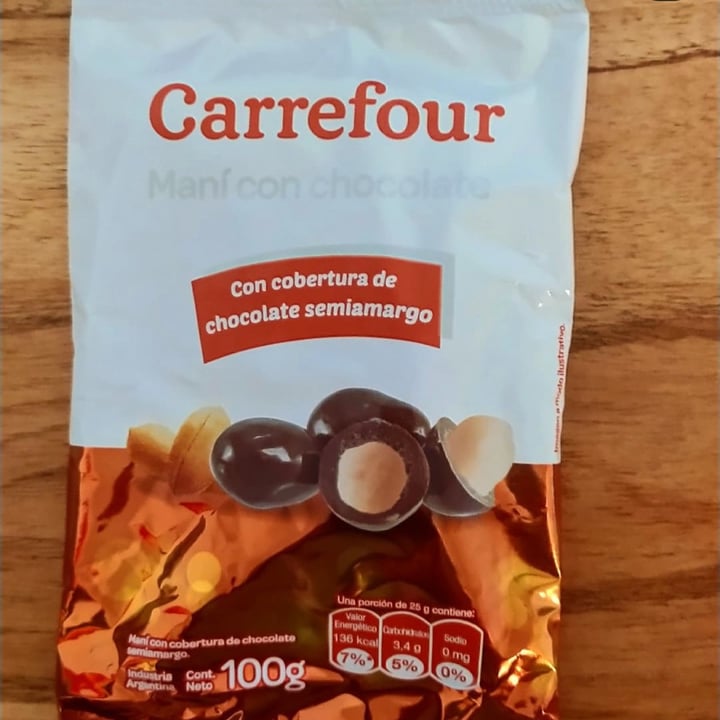 Carrefour
Maní con chocolate
Con cobertura de
chocolate semiamargo
ilustrativo.
Una porción de 25 g contiene:
Valor
Energético
136 kcal
7%*
Carbohidratos
3,4 g
5%
Sodio
0 mg
0%
Maní con cobertura de chocolate
semiamargo.
Industria
Argentina
Cont.
Neto
100g